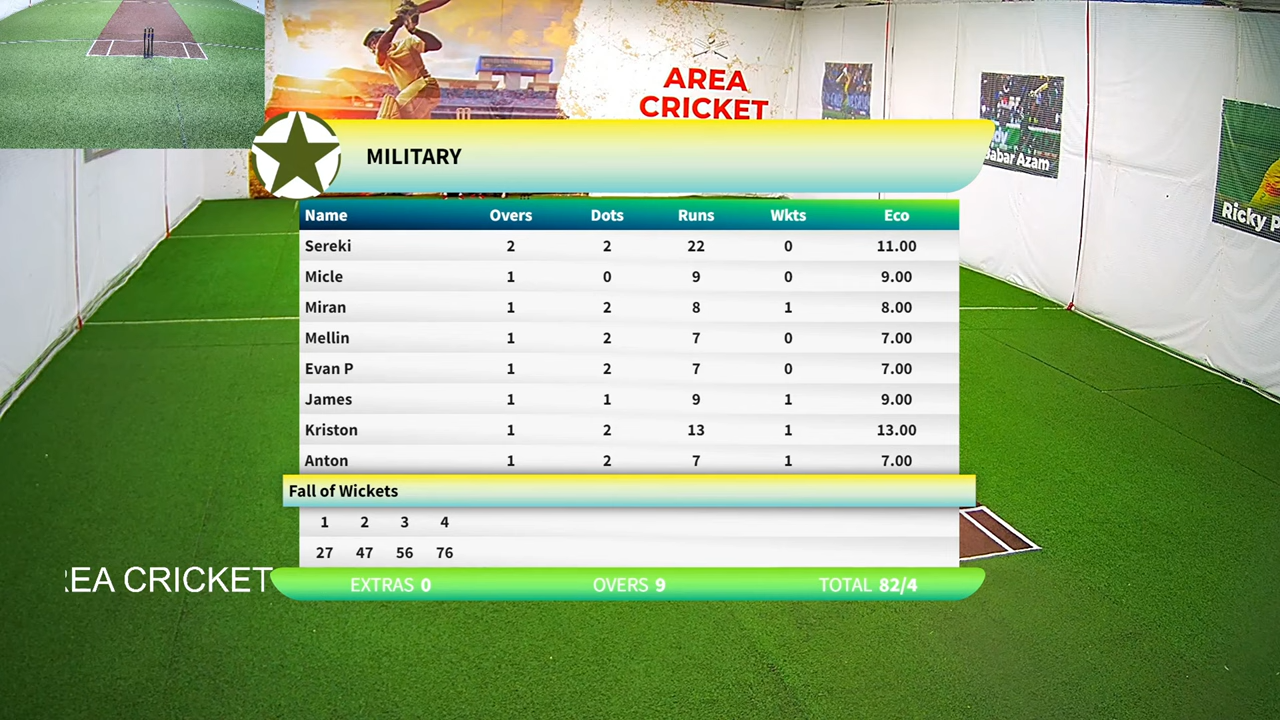 AREA
CRICKET
Babar Azam
Ricky P
MILITARY
Name Overs Dots Runs Wkts Eco
Sereki 2 2 22 0 11.00
Micle 1 0 9 0 9.00
Miran 1 2 8 1 8.00
Mellin 1 2 7 0 7.00
Evan P 1 2 7 0 7.00
James 1 1 9 1 9.00
Kriston 1 2 13 1 13.00
Anton 1 2 7 1 7.00
Fall of Wickets
1 2 3 4
27 47 56 76
EXTRAS 0 OVERS 9 TOTAL 82/4
EA CRICKET